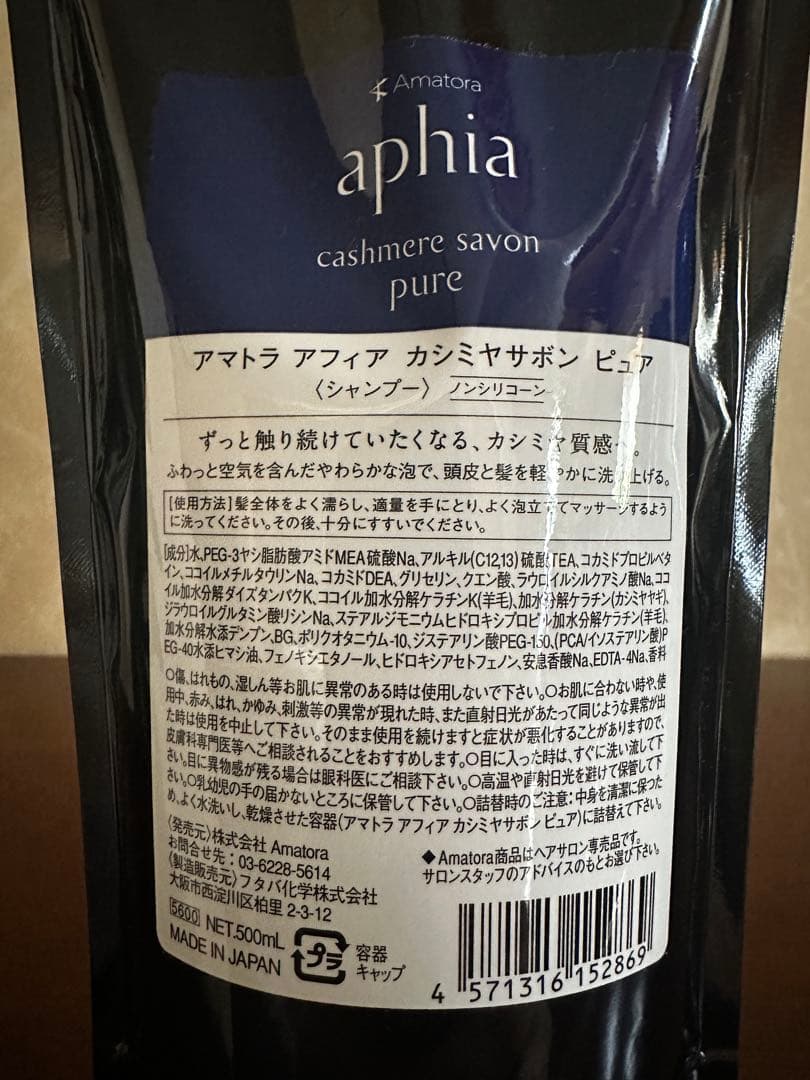 Amatora
aphia
cashmere savon
pure
アマトラ アフィア カシミヤサボン ピュア
〈シャンプー〉 ノンシリコーン
ずっと触り続けていたくなる、カシミヤ質感へ。
ふわっと空気を含んだやわらかな泡で、頭皮と髪を軽やかに洗い上げる。
[使用方法]髪全体をよく濡らし、適量を手にとり、よく泡立ててマッサージするよう
に洗ってください。その後、十分にすすいでください。
[成分]水、PEG-3ヤシ脂肪酸アミドMEA硫酸Na、アルキル(C12,13)硫酸TEA、コカミドプロピルベタ
イン、ココイルメチルタウリンNa、コカミドDEA、グリセリン、クエン酸、ラウロイルシルクアミノ酸Na、ココ
イル加水分解ダイズタンパクK、ココイル加水分解ケラチンK(羊毛)、加水分解ケラチン(カシミヤヤギ)、
ジラウロイルグルタミン酸リシンNa、ステアルジモニウムヒドロキシプロピル加水分解ケラチン(羊毛)、
加水分解水添デンプン、BG、ポリクオタニウム-10、ジステアリン酸PEG-150、(PCA/イソステアリン酸)P
EG-40水添ヒマシ油、フェノキシエタノール、ヒドロキシアセトフェノン、安息香酸Na、EDTA-4Na、香料
○傷、はれもの、湿しん等お肌に異常のある時は使用しないで下さい。○お肌に合わない時や、使
用中、赤み、はれ、かゆみ、刺激等の異常が現れた時、また直射日光があたって同じような異常が出
た時は使用を中止して下さい。そのまま使用を続けますと症状が悪化することがありますので、
皮膚科専門医等へご相談されることをおすすめします。○目に入った時は、すぐに洗い流して下
さい。目に異物感が残る場合は眼科医にご相談下さい。○高温や直射日光を避けて保管して下
さい。○乳幼児の手の届かないところに保管して下さい。○詰替時のご注意：中身を清潔に保つた
め、よく水洗いし、乾燥させた容器(アマトラ アフィア カシミヤサボン ピュア)に詰替えて下さい。
〈発売元〉株式会社 Amatora
お問合せ先：03-6228-5614
〈製造販売元〉フタバ化学株式会社
大阪市西淀川区柏里 2-3-12
◆Amatora商品はヘアサロン専売品です。
サロンスタッフのアドバイスのもとお選び下さい。
5600 NET.500mL
MADE IN JAPAN
プラ
容器
キャップ
4 571316 152869